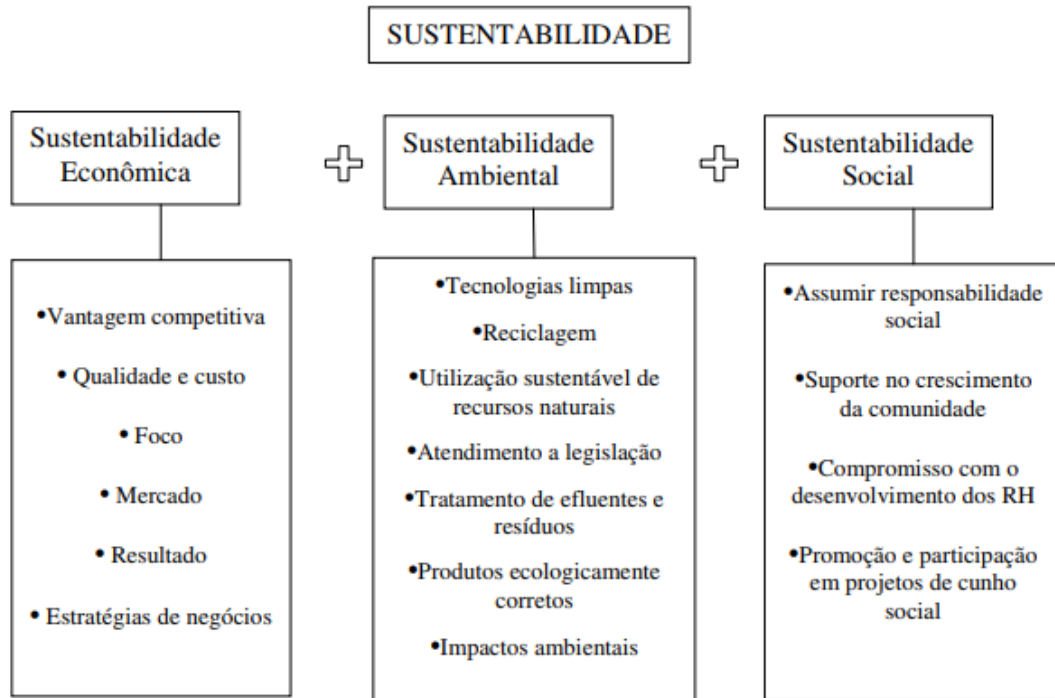 SUSTENTABILIDADE
Sustentabilidade
Econômica
Sustentabilidade
Ambiental
Sustentabilidade
Social
•Vantagem competitiva
• Qualidade e custo
• Foco
• Mercado
• Resultado
• Estratégias de negócios
•Tecnologias limpas
•Reciclagem
•Utilização sustentável de
recursos naturais
•Atendimento a legislação
•Tratamento de efluentes e
resíduos
•Produtos ecologicamente
corretos
•Impactos ambientais
•Assumir responsabilidade
social
•Suporte no crescimento
da comunidade
•Compromisso com o
desenvolvimento dos RH
•Promoção e participação
em projetos de cunho
social